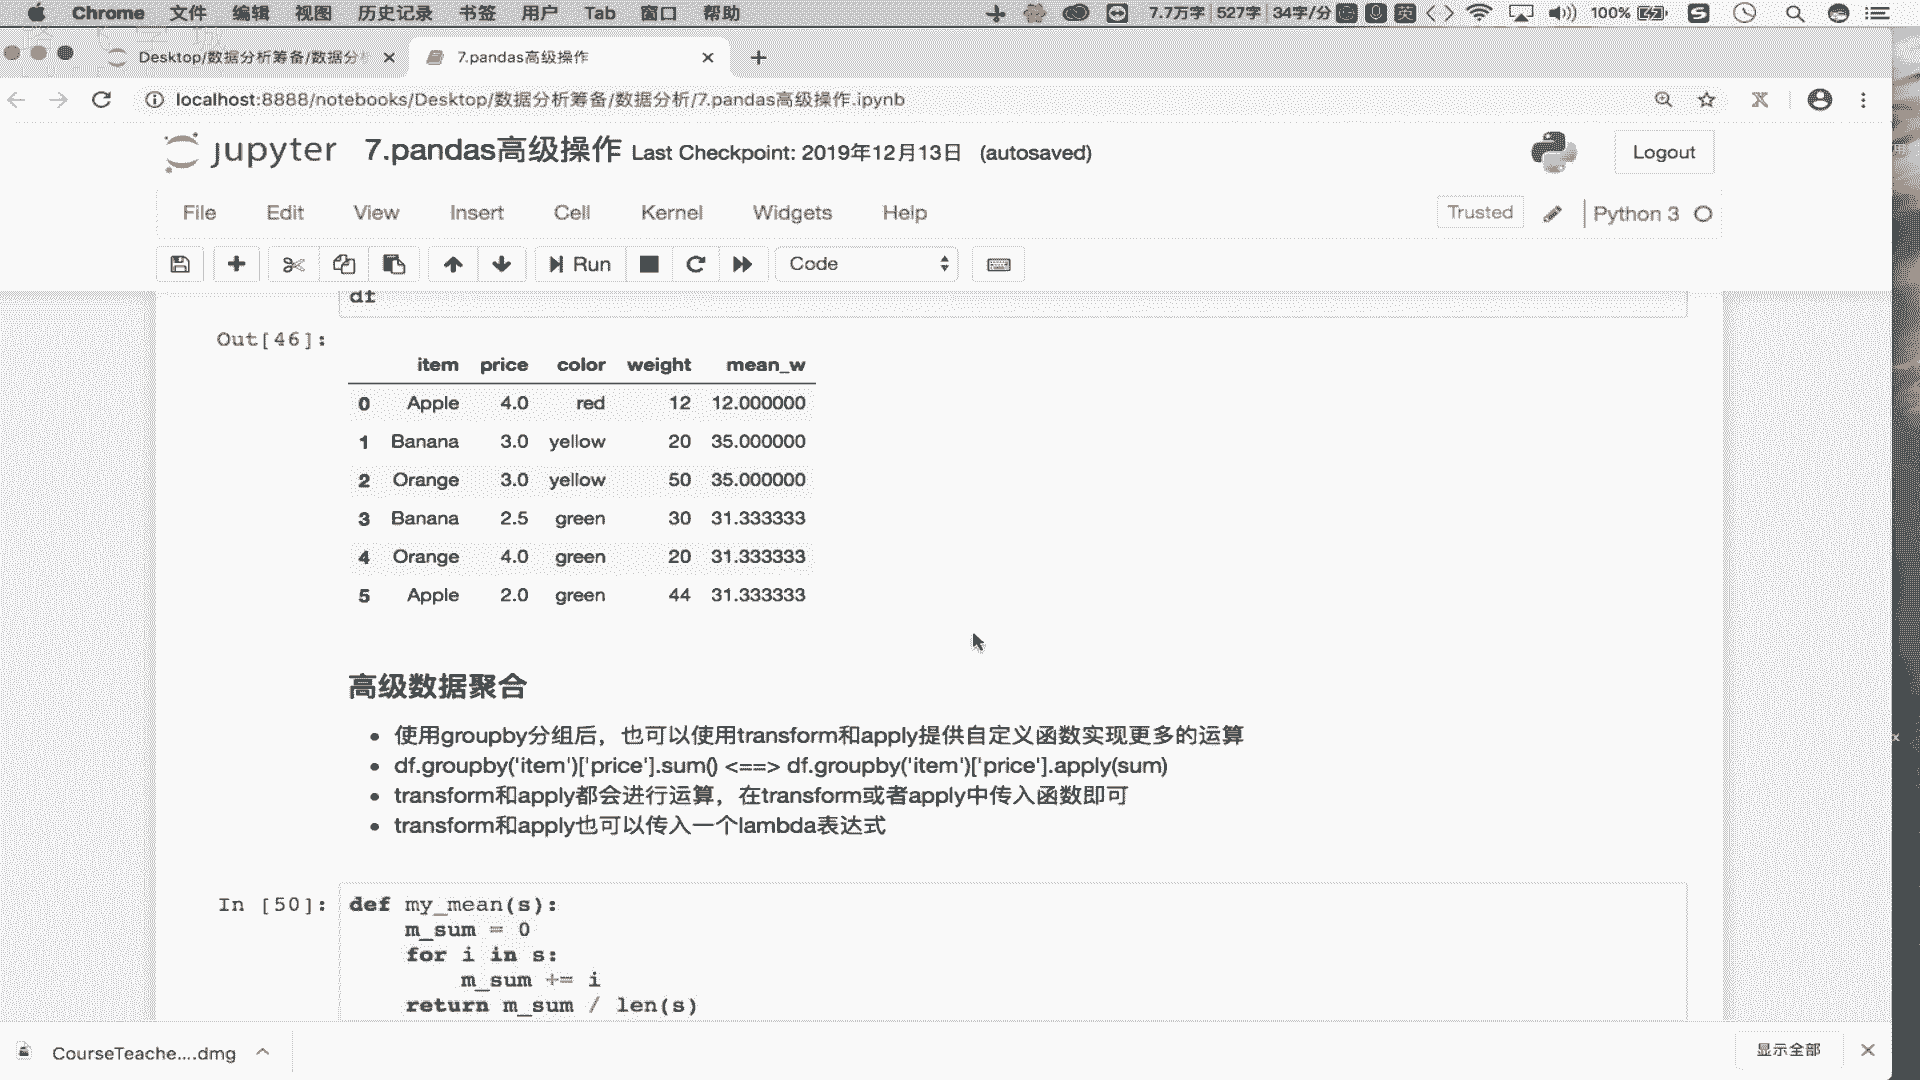 Chrome 文件 编辑 视图 历史记录 书签 用户 Tab 窗口 帮助 7.7万字 527字 34字/分 英 100%
Desktop/数据分析筹备/数据分 7.pandas高级操作
localhost:8888/notebooks/Desktop/数据分析筹备/数据分析/7.pandas高级操作.ipynb
jupyter 7.pandas高级操作 Last Checkpoint: 2019年12月13日 (autosaved) Logout
File Edit View Insert Cell Kernel Widgets Help Trusted Python 3
Run Code
df
Out[46]:
item price color weight mean_w
0 Apple 4.0 red 12 12.000000
1 Banana 3.0 yellow 20 35.000000
2 Orange 3.0 yellow 50 35.000000
3 Banana 2.5 green 30 31.333333
4 Orange 4.0 green 20 31.333333
5 Apple 2.0 green 44 31.333333
高级数据聚合
• 使用groupby分组后，也可以使用transform和apply提供自定义函数实现更多的运算
• df.groupby('item')['price'].sum() <==> df.groupby('item')['price'].apply(sum)
• transform和apply都会进行运算，在transform或者apply中传入函数即可
• transform和apply也可以传入一个lambda表达式
In [50]: def my_mean(s):
m_sum = 0
for i in s:
m_sum += i
return m_sum / len(s)
CourseTeache....dmg 显示全部